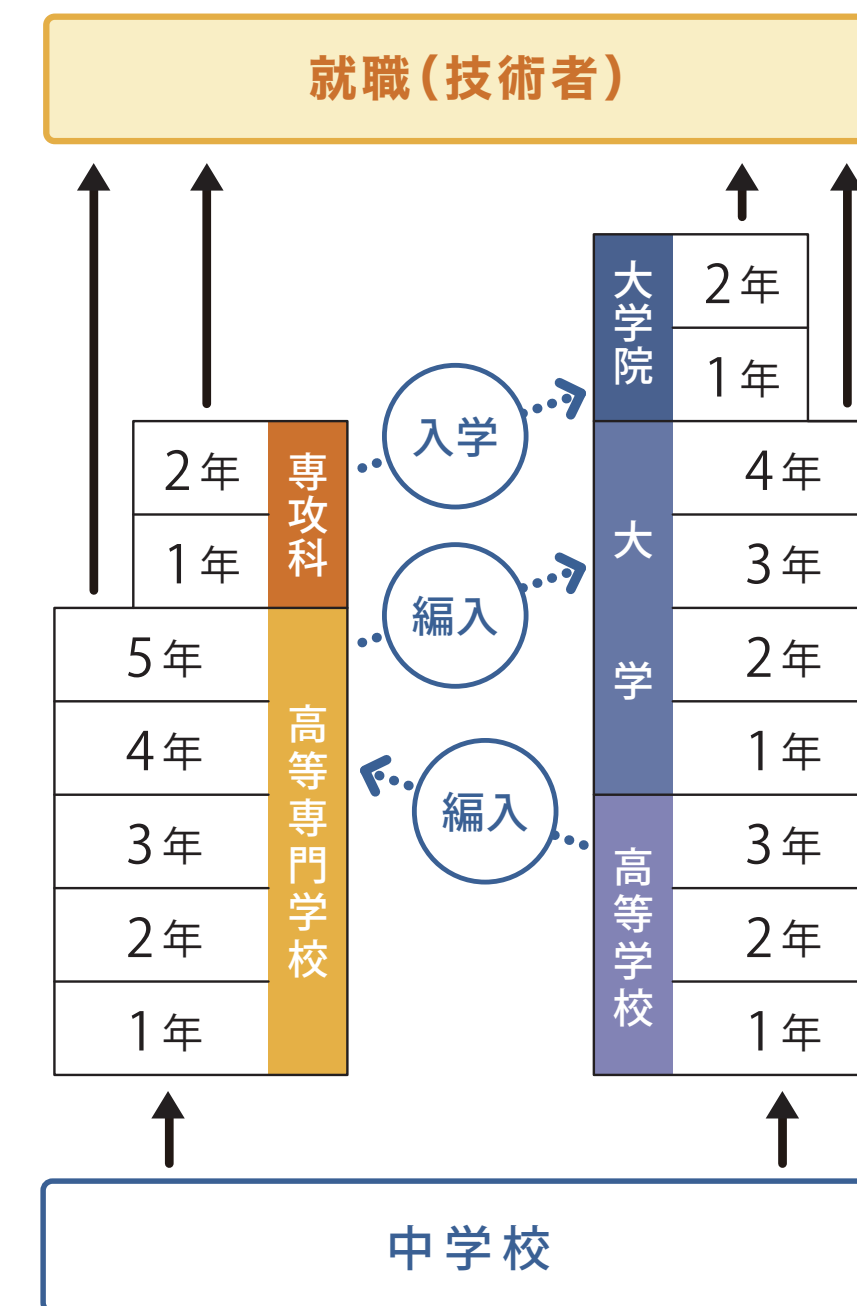 就職(技術者)
2年
1年
専攻科
5年
4年
3年
2年
1年
高等専門学校
入学
編入
編入
大学院
2年
1年
大学
4年
3年
2年
1年
高等学校
3年
2年
1年
中学校